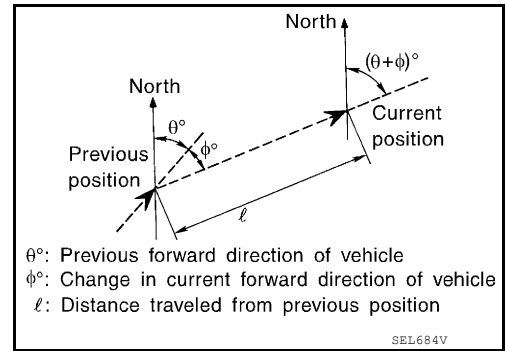 North
(θ+ϕ)°
North
θ°
ϕ°
Current
position
Previous
position
ℓ
θ°: Previous forward direction of vehicle
ϕ°: Change in current forward direction of vehicle
ℓ: Distance traveled from previous position
SEL684V